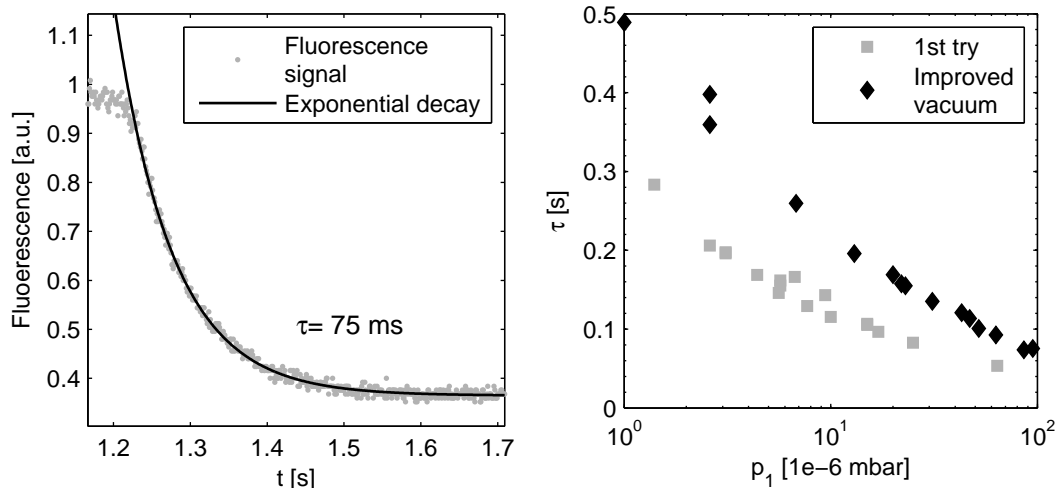 1.1
1
0.9
0.8
0.7
0.6
0.5
0.4
Fluoerescence [a.u.]
Fluorescence
signal
Exponential decay
τ= 75 ms
1.2 1.3 1.4 1.5 1.6 1.7
t [s]
0.5
0.4
0.3
0.2
0.1
0
τ [s]
1st try
Improved
vacuum
10⁰ 10¹ 10²
p₁ [1e−6 mbar]